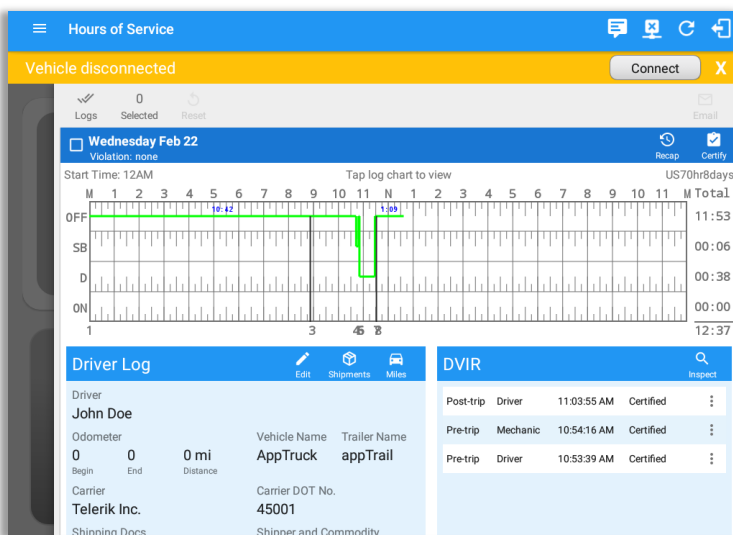 Hours of Service
Vehicle disconnected
Connect X
0
Logs Selected Reset Email
Wednesday Feb 22
Violation: none
Recap Certify
Start Time: 12AM Tap log chart to view US70hr8days
M 1 2 3 4 5 6 7 8 9 10 11 N 1 2 3 4 5 6 7 8 9 10 11 M Total
10:42 1:09
OFF 11:53
SB 00:06
D 00:38
ON 00:00
1 3 12:37
Driver Log
Edit Shipments Miles
DVIR
Inspect
Driver
John Doe
Odometer Vehicle Name Trailer Name
0 0 0 mi AppTruck appTrail
Begin End Distance
Carrier Carrier DOT No.
Telerik Inc. 45001
Shipping Docs Shipper and Commodity
Post-trip Driver 11:03:55 AM Certified
Pre-trip Mechanic 10:54:16 AM Certified
Pre-trip Driver 10:53:39 AM Certified